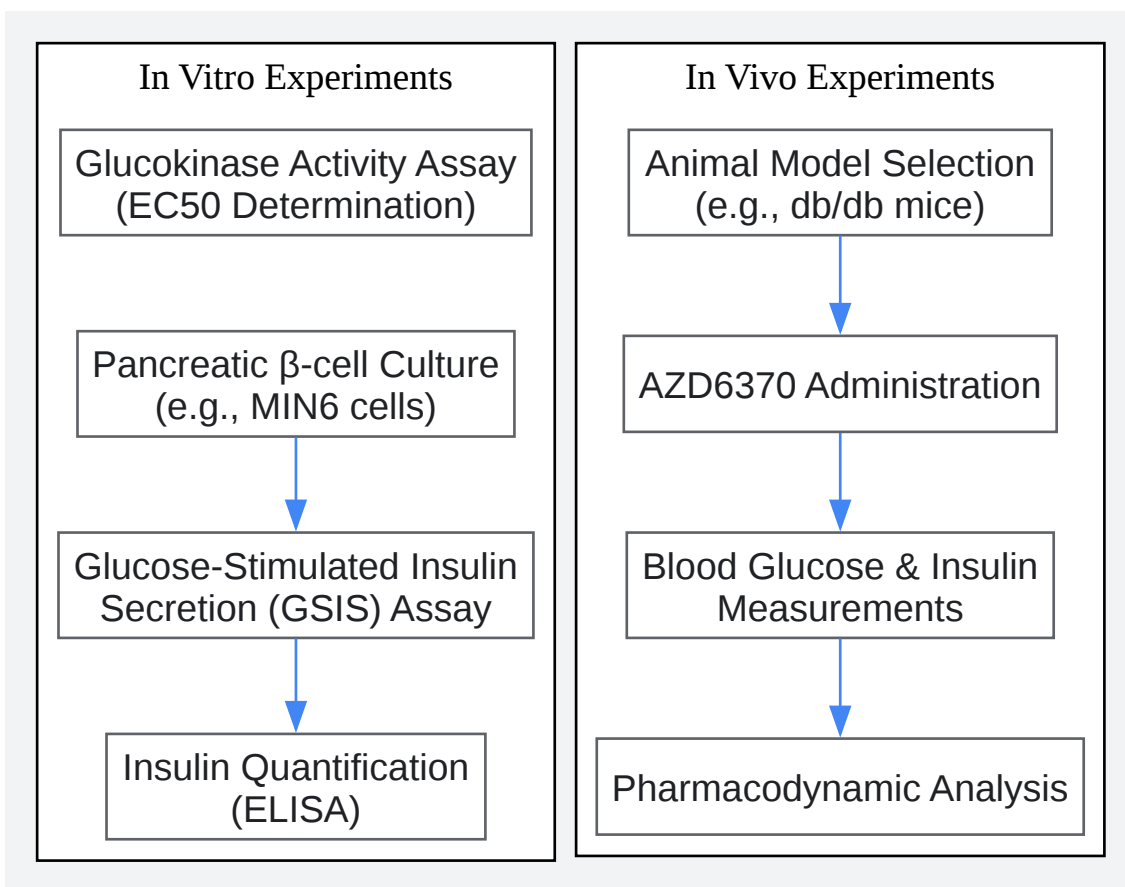 In Vitro Experiments
Glucokinase Activity Assay
(EC50 Determination)
Pancreatic β-cell Culture
(e.g., MIN6 cells)
Glucose-Stimulated Insulin
Secretion (GSIS) Assay
Insulin Quantification
(ELISA)
In Vivo Experiments
Animal Model Selection
(e.g., db/db mice)
AZD6370 Administration
Blood Glucose & Insulin
Measurements
Pharmacodynamic Analysis